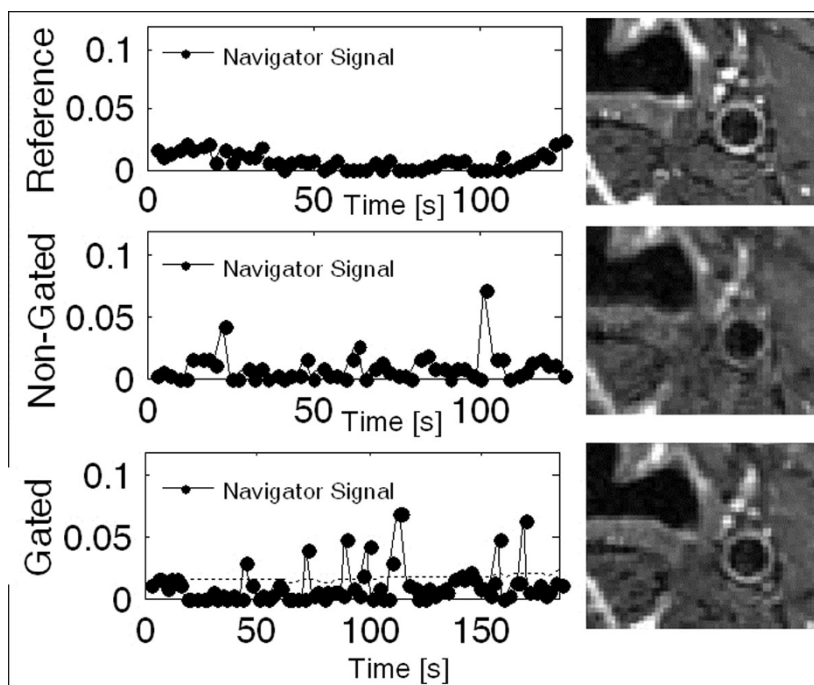 Reference
0.1
0.05
0
Navigator Signal
0 50 100
Time [s]
Non-Gated
0.1
0.05
0
Navigator Signal
0 50 100
Time [s]
Gated
0.1
0.05
0
Navigator Signal
0 50 100 150
Time [s]